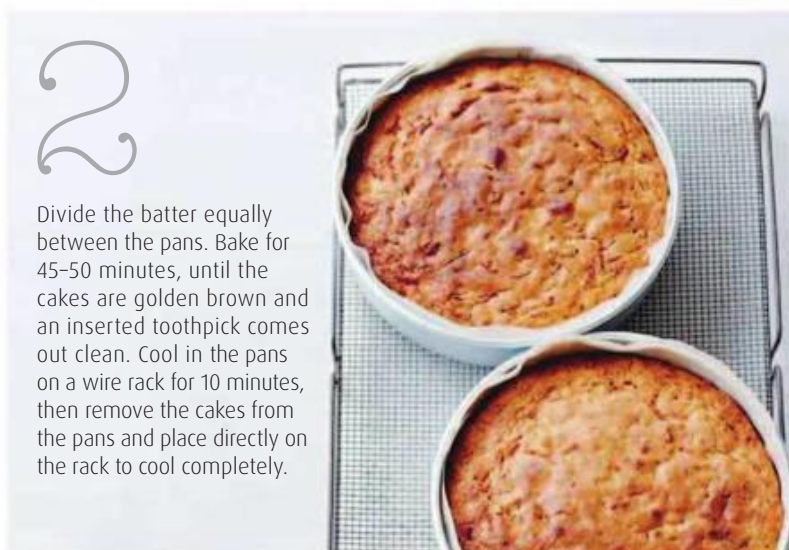 2
Divide the batter equally
between the pans. Bake for
45–50 minutes, until the
cakes are golden brown and
an inserted toothpick comes
out clean. Cool in the pans
on a wire rack for 10 minutes,
then remove the cakes from
the pans and place directly on
the rack to cool completely.